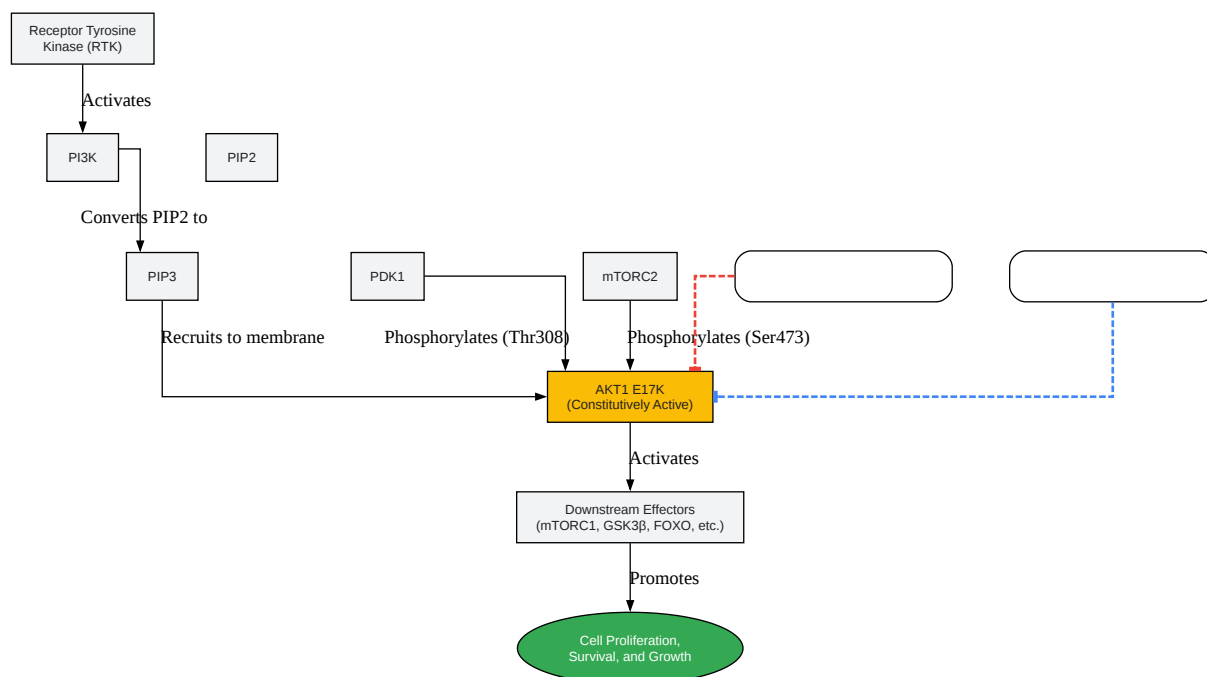 Receptor Tyrosine
Kinase (RTK)
Activates
PI3K
PIP2
Converts PIP2 to
PIP3
PDK1
mTORC2
Recruits to membrane
Phosphorylates (Thr308)
Phosphorylates (Ser473)
AKT1 E17K
(Constitutively Active)
Activates
Downstream Effectors
(mTORC1, GSK3β, FOXO, etc.)
Promotes
Cell Proliferation,
Survival, and Growth